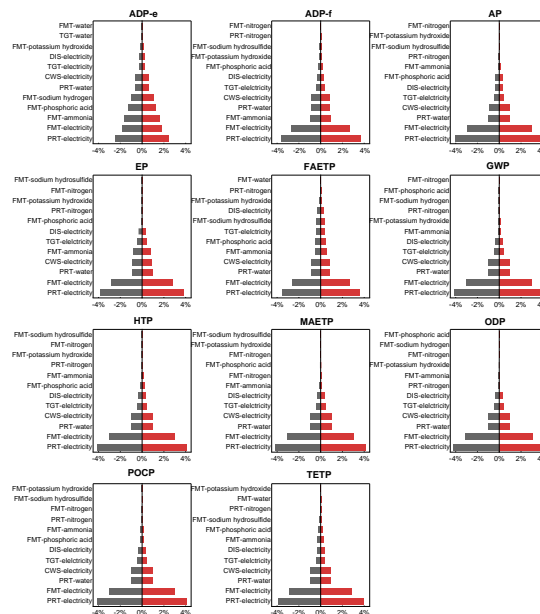 ADP-e
FMT-water
TGT-water
FMT-potassium hydroxide
DIS-electricity
TGT-electricity
CWS-electricity
PRT-water
FMT-sodium hydrogen
FMT-phosphoric acid
FMT-ammonia
FMT-electricity
PRT-electricity
-4% -2% 0% 2% 4%
ADP-f
FMT-nitrogen
PRT-nitrogen
FMT-sodium hydrosulfide
FMT-potassium hydroxide
FMT-phosphoric acid
DIS-electricity
TGT-elelctricity
CWS-electricity
PRT-water
FMT-ammonia
FMT-electricity
PRT-electricity
-4% -2% 0% 2% 4%
AP
FMT-nitrogen
FMT-potassium hydroxide
FMT-sodium hydrosulfide
PRT-nitrogen
FMT-ammonia
FMT-phosphoric acid
DIS-electricity
TGT-elelctricity
CWS-electricity
PRT-water
FMT-electricity
PRT-electricity
-4% -2% 0% 2% 4%
EP
FMT-sodium hydrosulfide
FMT-nitrogen
FMT-potassium hydroxide
PRT-nitrogen
FMT-phosphoric acid
DIS-electricity
TGT-elelctricity
FMT-ammonia
CWS-electricity
PRT-water
FMT-electricity
PRT-electricity
-4% -2% 0% 2% 4%
FAETP
FMT-water
PRT-nitrogen
FMT-potassium hydroxide
DIS-electricity
FMT-sodium hydrosulfide
TGT-elelctricity
FMT-phosphoric acid
FMT-ammonia
CWS-electricity
PRT-water
FMT-electricity
PRT-electricity
-4% -2% 0% 2% 4%
GWP
FMT-nitrogen
FMT-phosphoric acid
FMT-sodium hydrogen
PRT-nitrogen
FMT-potassium hydroxide
FMT-ammonia
DIS-electricity
TGT-elelctricity
CWS-electricity
PRT-water
FMT-electricity
PRT-electricity
-4% -2% 0% 2% 4%
HTP
FMT-sodium hydrosulfide
FMT-nitrogen
FMT-potassium hydroxide
PRT-nitrogen
FMT-ammonia
FMT-phosphoric acid
DIS-electricity
TGT-elelctricity
CWS-electricity
PRT-water
FMT-electricity
PRT-electricity
-4% -2% 0% 2% 4%
MAETP
FMT-sodium hydrosulfide
FMT-nitrogen
FMT-potassium hydroxide
FMT-phosphoric acid
PRT-nitrogen
FMT-ammonia
DIS-electricity
TGT-elelctricity
CWS-electricity
PRT-water
FMT-electricity
PRT-electricity
-4% -2% 0% 2% 4%
ODP
FMT-phosphoric acid
FMT-sodium hydrogen
FMT-nitrogen
FMT-potassium hydroxide
FMT-ammonia
PRT-nitrogen
DIS-electricity
TGT-elelctricity
CWS-electricity
PRT-water
FMT-electricity
PRT-electricity
-4% -2% 0% 2% 4%
POCP
FMT-potassium hydroxide
FMT-sodium hydrosulfide
FMT-nitrogen
PRT-nitrogen
FMT-ammonia
FMT-phosphoric acid
DIS-electricity
TGT-elelctricity
CWS-electricity
PRT-water
FMT-electricity
PRT-electricity
-4% -2% 0% 2% 4%
TETP
FMT-potassium hydroxide
FMT-water
PRT-nitrogen
FMT-sodium hydrosulfide
FMT-phosphoric acid
FMT-ammonia
DIS-electricity
TGT-elelctricity
CWS-electricity
PRT-water
FMT-electricity
PRT-electricity
-4% -2% 0% 2% 4%